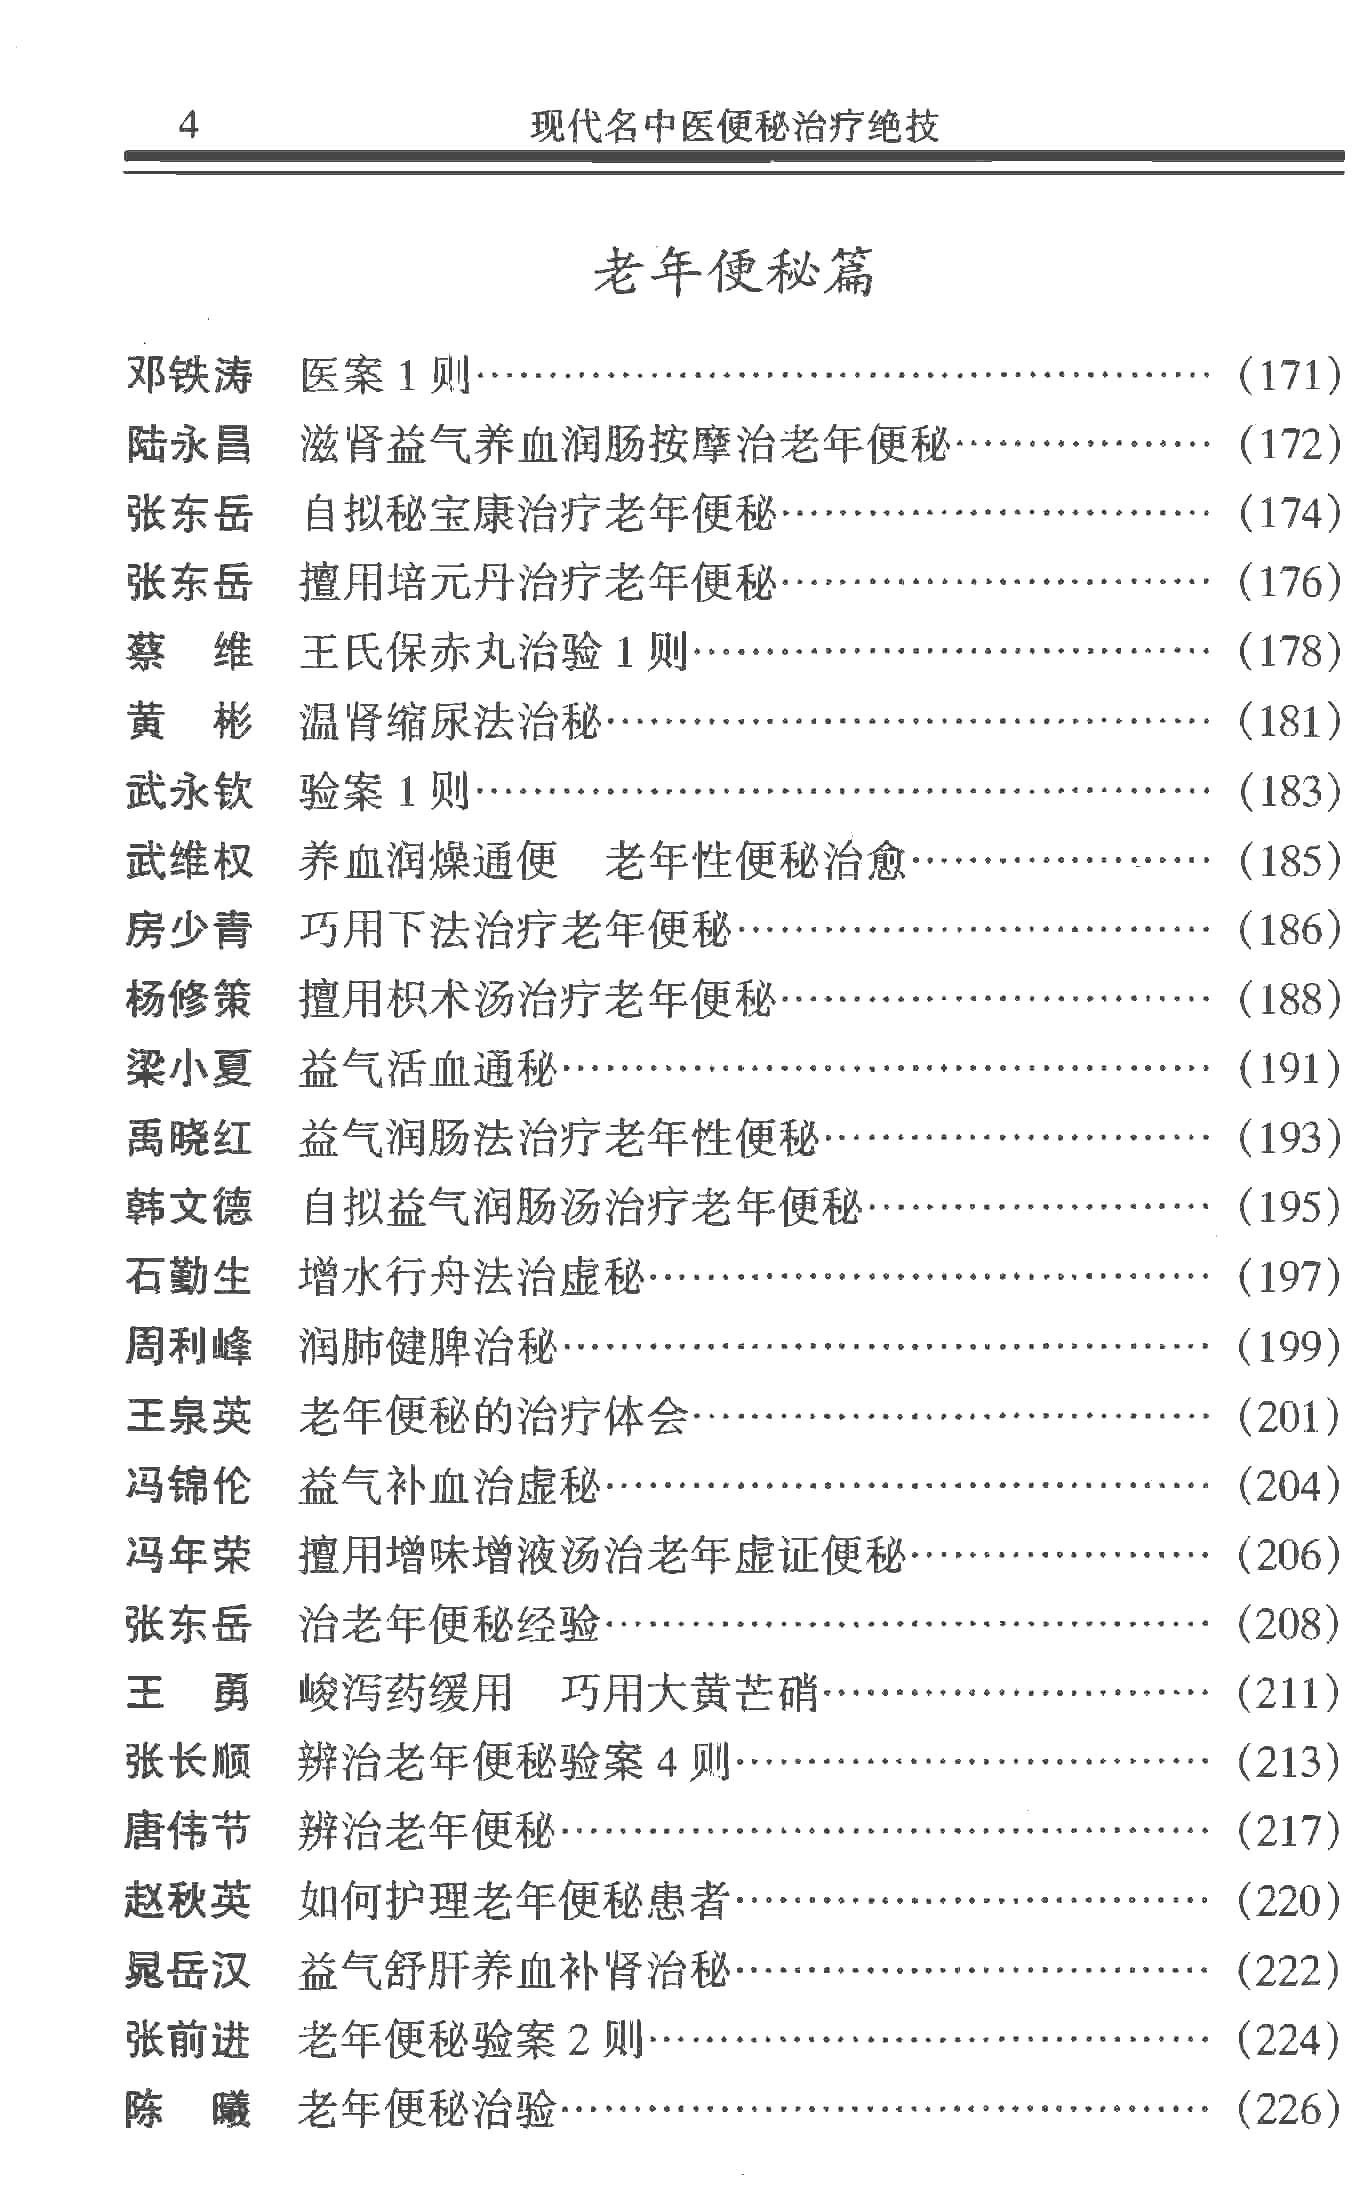 4 现代名中医便秘治疗绝技
老年便秘篇
邓铁涛 医案1则…………………………………………… (171)
陆永昌 滋肾益气养血润肠按摩治老年便秘……………… (172)
张东岳 自拟秘宝康治疗老年便秘………………………… (174)
张东岳 擅用培元丹治疗老年便秘………………………… (176)
蔡 维 王氏保赤丸治验1则……………………………… (178)
黄 彬 温肾缩尿法治秘…………………………………… (181)
武永钦 验案1则…………………………………………… (183)
武维权 养血润燥通便 老年性便秘治愈………………… (185)
房少青 巧用下法治疗老年便秘…………………………… (186)
杨修策 擅用枳术汤治疗老年便秘………………………… (188)
梁小夏 益气活血通秘……………………………………… (191)
禹晓红 益气润肠法治疗老年性便秘……………………… (193)
韩文德 自拟益气润肠汤治疗老年便秘…………………… (195)
石勤生 增水行舟法治虚秘………………………………… (197)
周利峰 润肺健脾治秘……………………………………… (199)
王泉英 老年便秘的治疗体会……………………………… (201)
冯锦伦 益气补血治虚秘…………………………………… (204)
冯年荣 擅用增味增液汤治老年虚证便秘………………… (206)
张东岳 治老年便秘经验…………………………………… (208)
王 勇 峻泻药缓用 巧用大黄芒硝……………………… (211)
张长顺 辨治老年便秘验案4则…………………………… (213)
唐伟节 辨治老年便秘……………………………………… (217)
赵秋英 如何护理老年便秘患者…………………………… (220)
晁岳汉 益气舒肝养血补肾治秘…………………………… (222)
张前进 老年便秘验案2则………………………………… (224)
陈 曦 老年便秘治验……………………………………… (226)